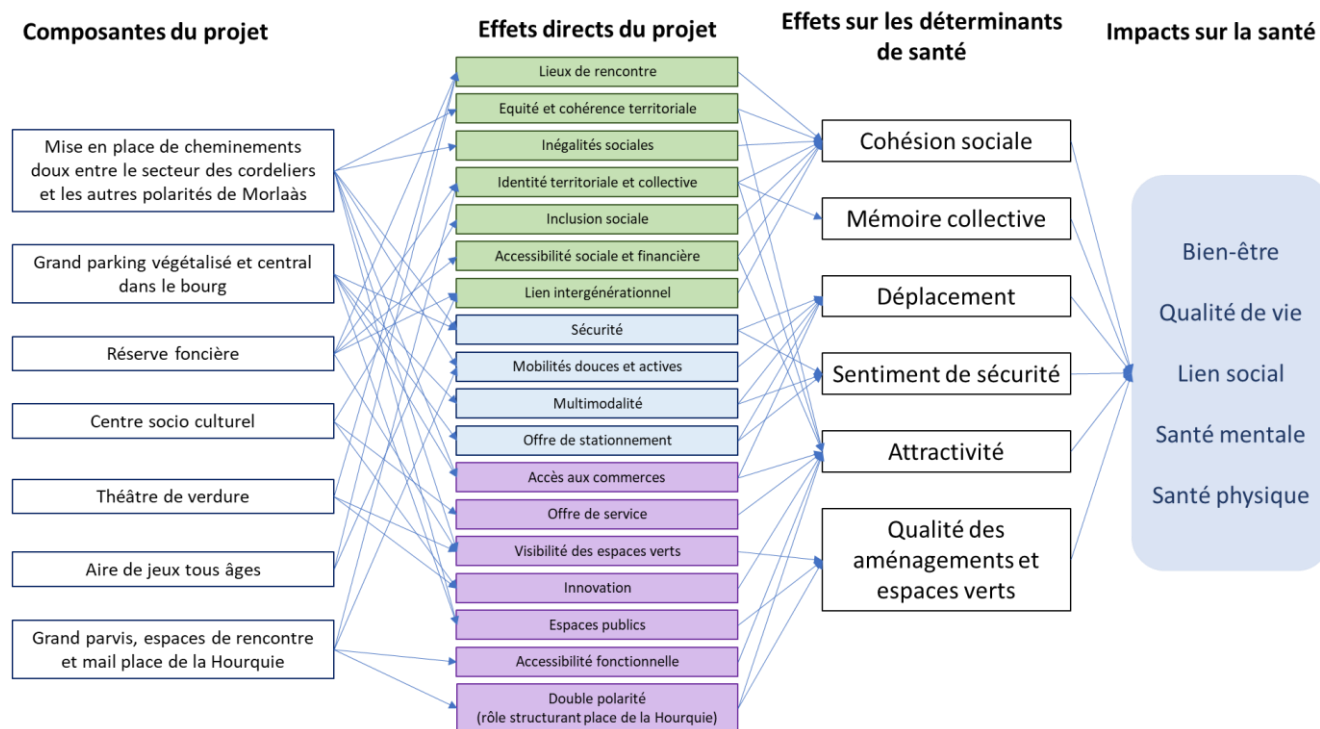 Composantes du projet
Effets directs du projet
Effets sur les déterminants
de santé
Impacts sur la santé
Mise en place de cheminements
doux entre le secteur des cordeliers
et les autres polarités de Morlaàs
Grand parking végétalisé et central
dans le bourg
Réserve foncière
Centre socio culturel
Théâtre de verdure
Aire de jeux tous âges
Grand parvis, espaces de rencontre
et mail place de la Hourquie
Lieux de rencontre
Equité et cohérence territoriale
Inégalités sociales
Identité territoriale et collective
Inclusion sociale
Accessibilité sociale et financière
Lien intergénérationnel
Sécurité
Mobilités douces et actives
Multimodalité
Offre de stationnement
Accès aux commerces
Offre de service
Visibilité des espaces verts
Innovation
Espaces publics
Accessibilité fonctionnelle
Double polarité
(rôle structurant place de la Hourquie)
Cohésion sociale
Mémoire collective
Déplacement
Sentiment de sécurité
Attractivité
Qualité des
aménagements et
espaces verts
Bien-être
Qualité de vie
Lien social
Santé mentale
Santé physique